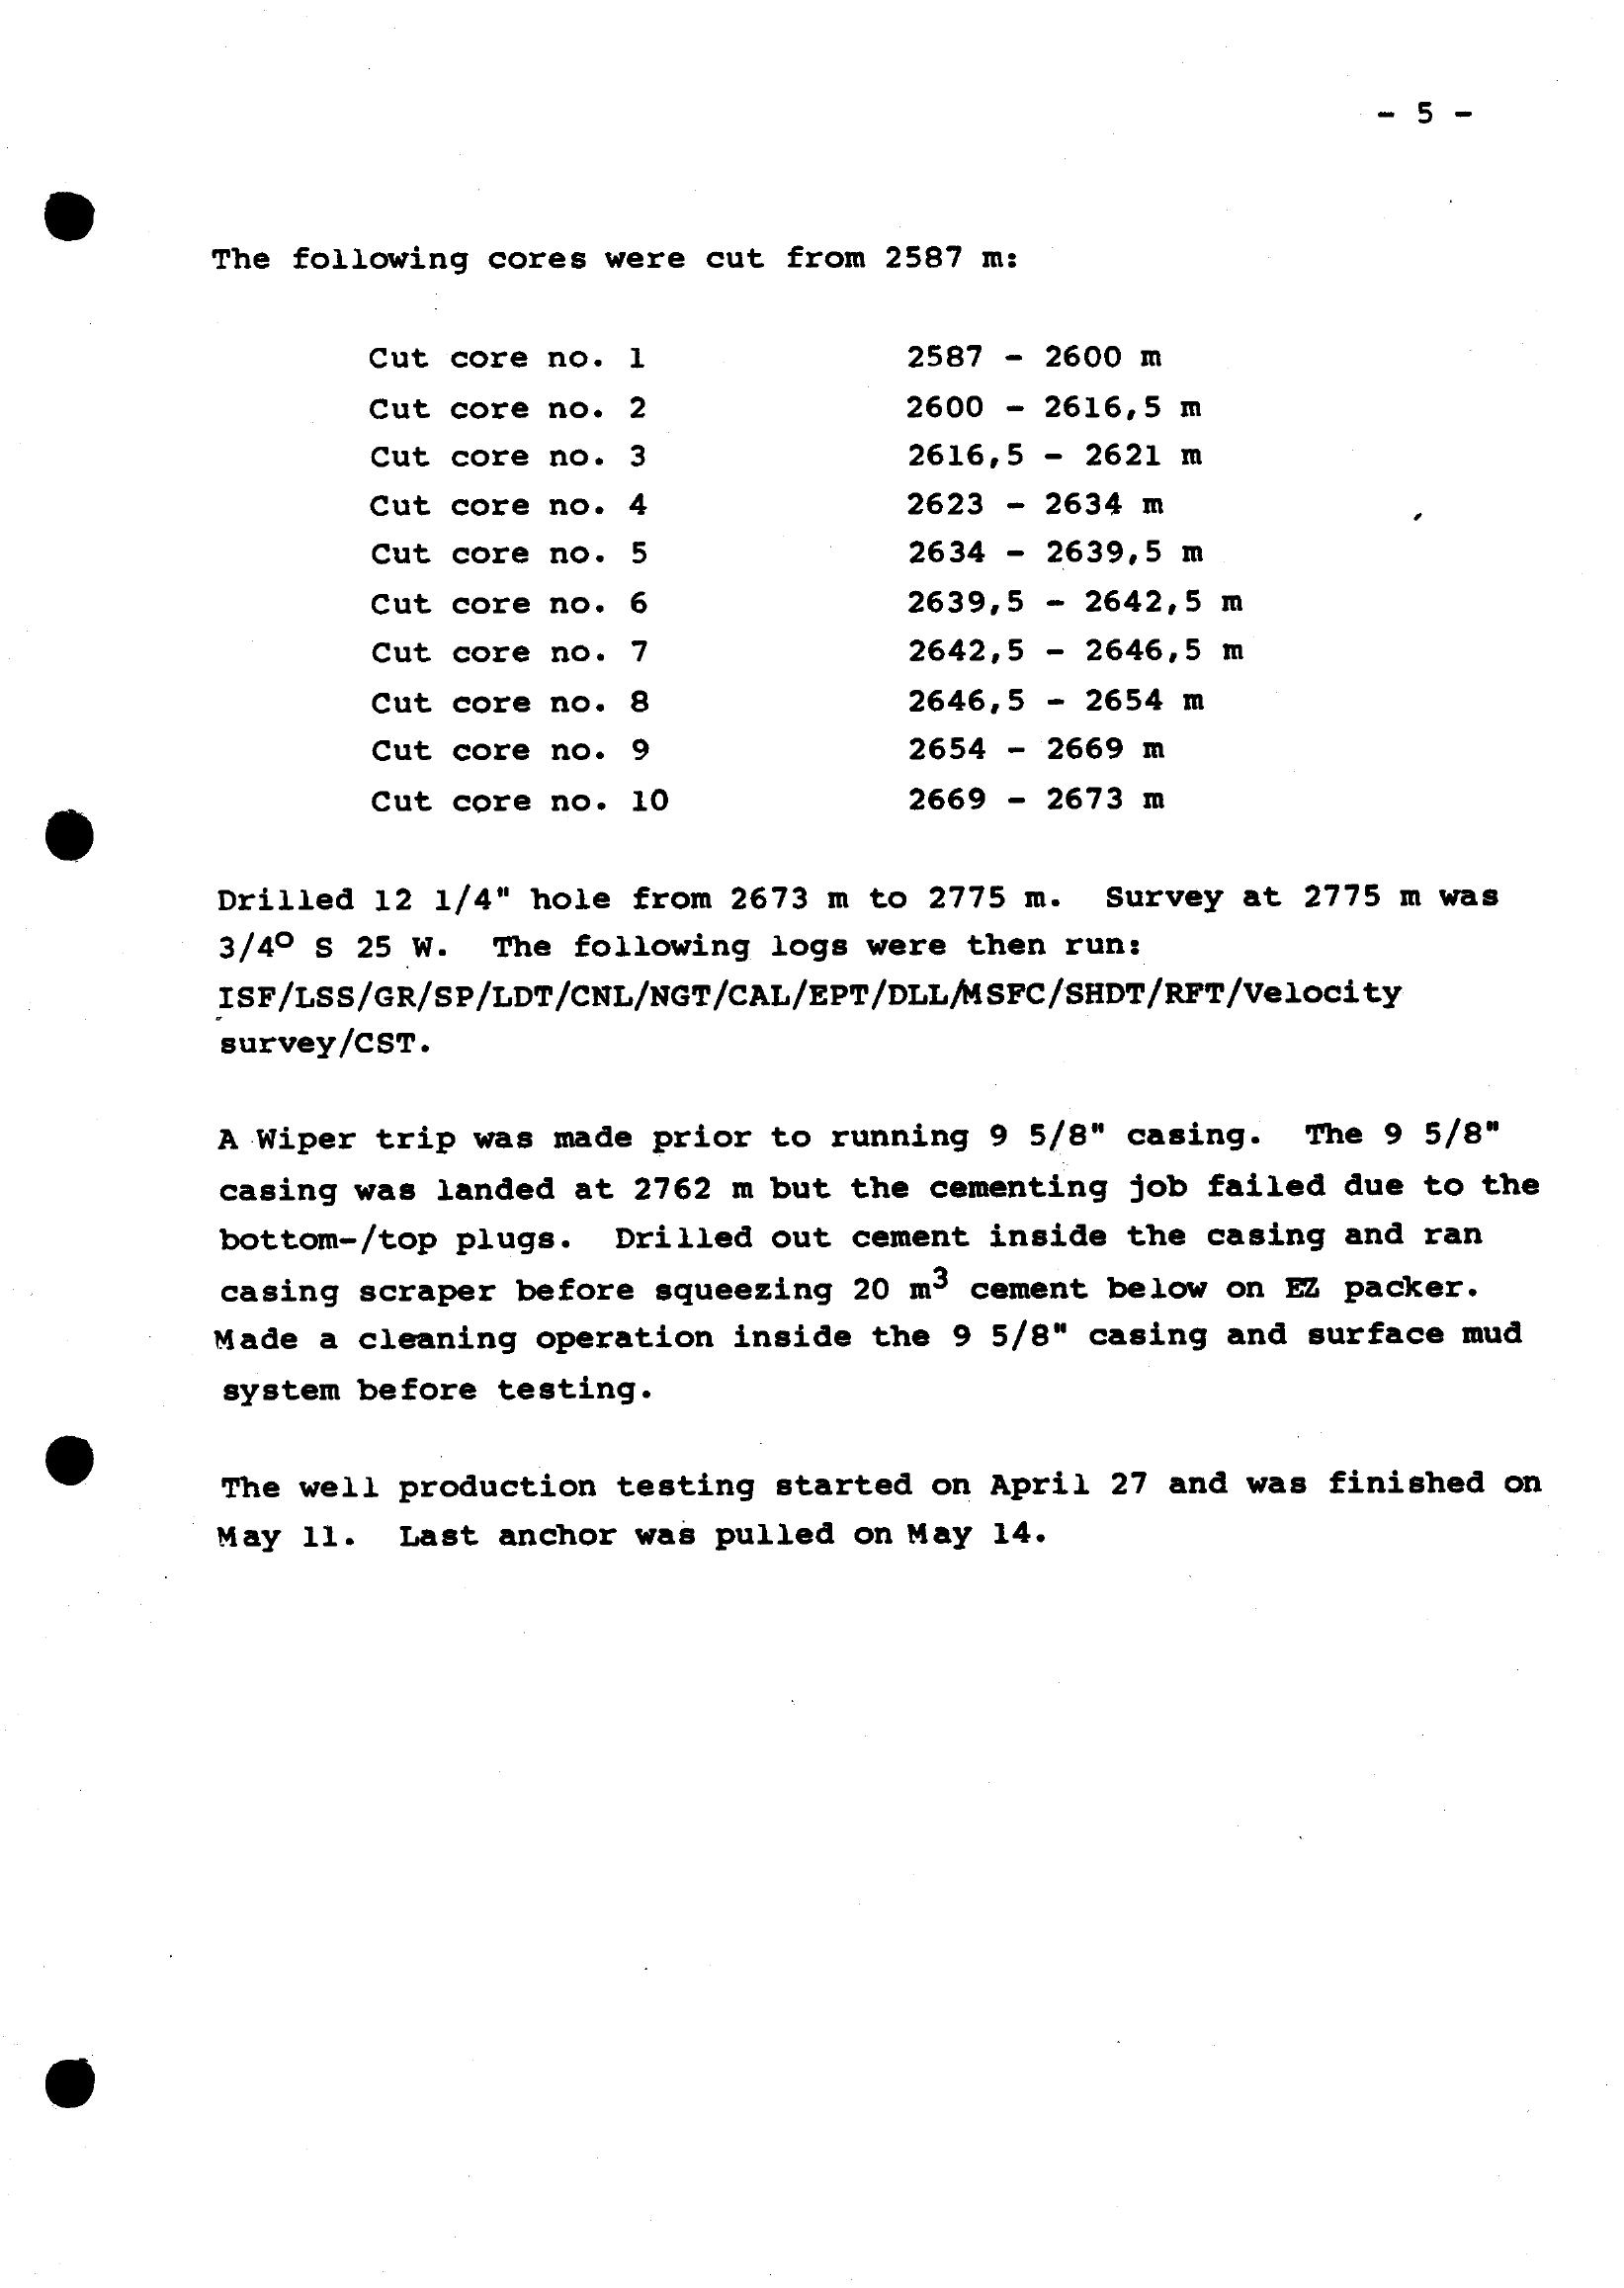 - 5 -
The following cores were cut from 2587 m:
Cut core no. 1 2587 - 2600 m
Cut core no. 2 2600 - 2616,5 m
Cut core no. 3 2616,5 - 2621 m
Cut core no. 4 2623 - 2634 m
Cut core no. 5 2634 - 2639,5 m
Cut core no. 6 2639,5 - 2642,5 m
Cut core no. 7 2642,5 - 2646,5 m
Cut core no. 8 2646,5 - 2654 m
Cut core no. 9 2654 - 2669 m
Cut core no. 10 2669 - 2673 m
Drilled 12 1/4" hole from 2673 m to 2775 m. Survey at 2775 m was
3/4° S 25 W. The following logs were then run:
ISF/LSS/GR/SP/LDT/CNL/NGT/CAL/EPT/DLL/MSFC/SHDT/RFT/Velocity
survey/CST.
A Wiper trip was made prior to running 9 5/8" casing. The 9 5/8"
casing was landed at 2762 m but the cementing job failed due to the
bottom-/top plugs. Drilled out cement inside the casing and ran
casing scraper before squeezing 20 m³ cement below on EZ packer.
Made a cleaning operation inside the 9 5/8" casing and surface mud
system before testing.
The well production testing started on April 27 and was finished on
May 11. Last anchor was pulled on May 14.